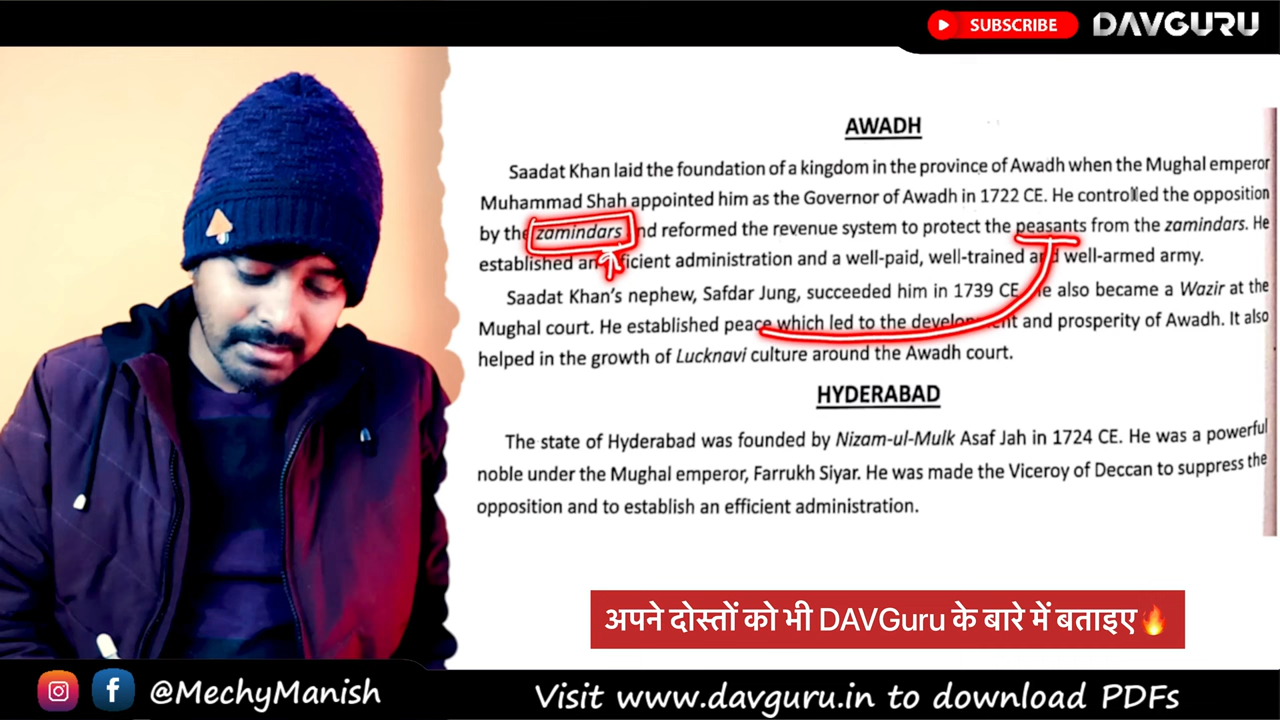 SUBSCRIBE DAVGURU
AWADH
Saadat Khan laid the foundation of a kingdom in the province of Awadh when the Mughal emperor
Muhammad Shah appointed him as the Governor of Awadh in 1722 CE. He controlled the opposition
by the zamindars and reformed the revenue system to protect the peasants from the zamindars. He
established an efficient administration and a well-paid, well-trained and well-armed army.
Saadat Khan's nephew, Safdar Jung, succeeded him in 1739 CE. He also became a Wazir at the
Mughal court. He established peace which led to the development and prosperity of Awadh. It also
helped in the growth of Lucknavi culture around the Awadh court.
HYDERABAD
The state of Hyderabad was founded by Nizam-ul-Mulk Asaf Jah in 1724 CE. He was a powerful
noble under the Mughal emperor, Farrukh Siyar. He was made the Viceroy of Deccan to suppress the
opposition and to establish an efficient administration.
अपने दोस्तों को भी DAVGuru के बारे में बताइए🔥
@MechyManish Visit www.davguru.in to download PDFs